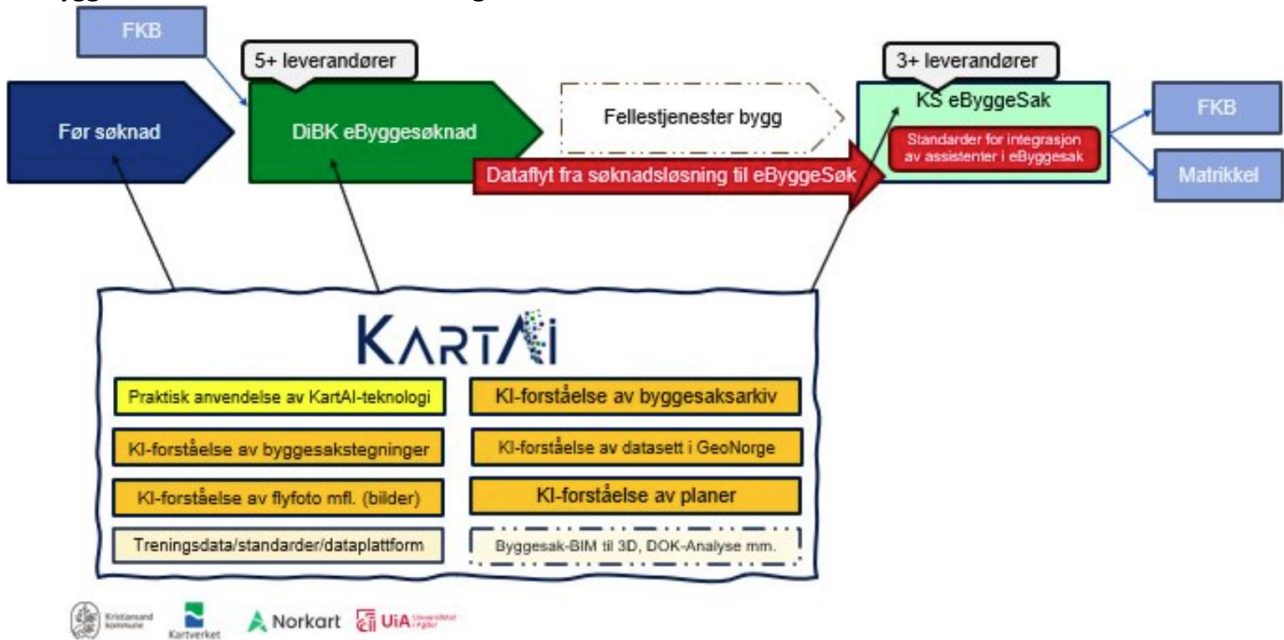 FKB
5+ leverandører
3+ leverandører
Før søknad
DiBK eByggesøknad
Fellestjenester bygg
KS eByggeSak
Standarder for integrasjon
av assistenter i eByggesak
FKB
Matrikkel
Dataflyt fra søknadsløsning til eByggeSøk
KARTAi
Praktisk anvendelse av KartAI-teknologi
KI-forståelse av byggesaksarkiv
KI-forståelse av byggesakstegninger
KI-forståelse av datasett i GeoNorge
KI-forståelse av flyfoto mfl. (bilder)
KI-forståelse av planer
Treningsdata/standarder/dataplattform
Byggesak-BIM til 3D, DOK-Analyse mm.
Kristiansand
kommune
Kartverket
Norkart
UiA Universitetet
i Agder